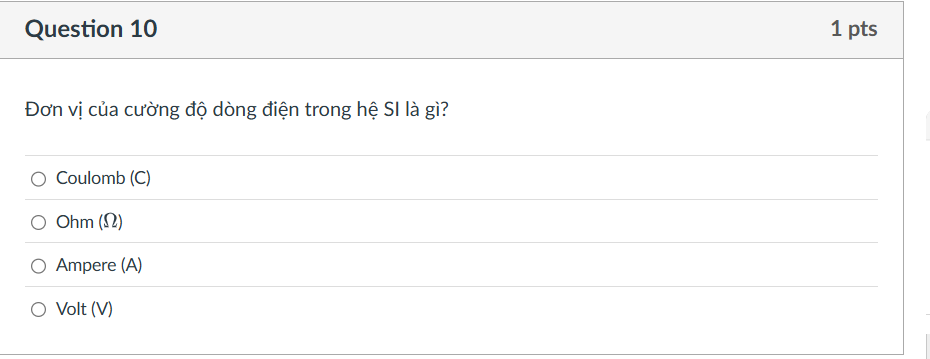 Question 10
1 pts
Đơn vị của cường độ dòng điện trong hệ SI là gì?
Coulomb (C)
Ohm (Ω)
Ampere (A)
Volt (V)